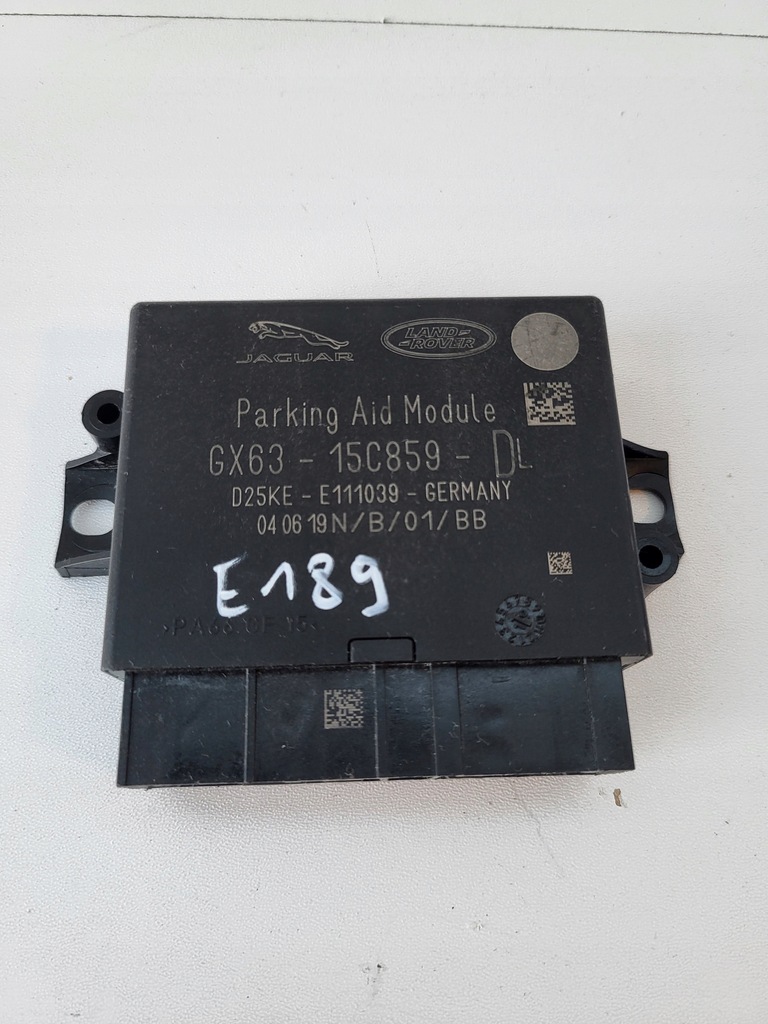 JAGUAR
LAND-
-ROVER
Parking Aid Module
GX63 - 15C859 - DL
D25KE - E111039 - GERMANY
04 06 19 N/B/01/BB
E189